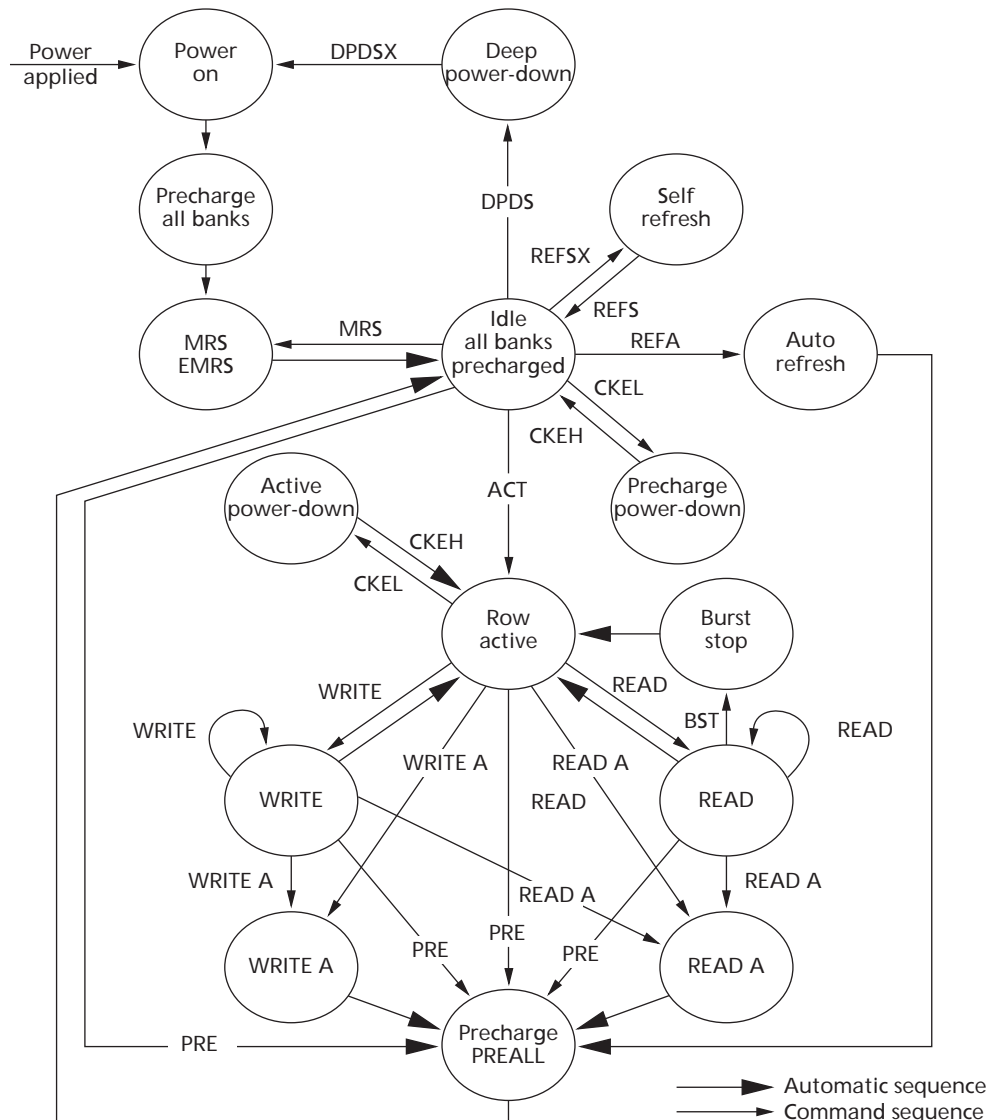 Power
applied
Power
on
DPDSX
Deep
power-down
Precharge
all banks
DPDS
Self
refresh
REFSX
REFS
MRS
EMRS
MRS
Idle
all banks
precharged
REFA
Auto
refresh
CKEL
CKEH
Active
power-down
ACT
Precharge
power-down
CKEH
CKEL
Row
active
Burst
stop
WRITE
READ
WRITE
BST
READ
WRITE A
READ A
WRITE
READ
READ
WRITE A
READ A
READ A
WRITE A
PRE
PRE
PRE
READ A
PRE
Precharge
PREALL
Automatic sequence
Command sequence